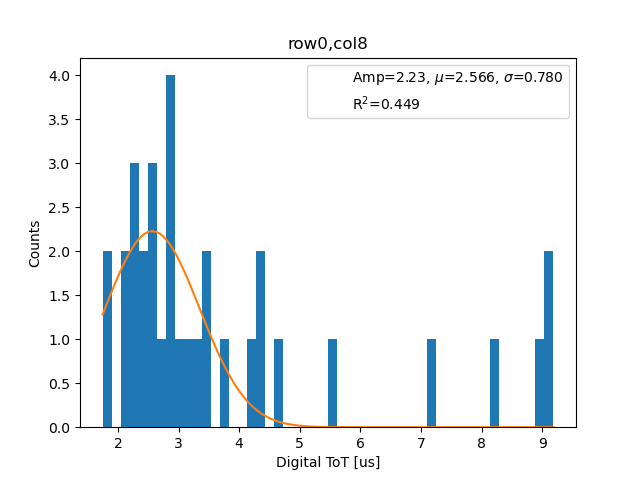 row0,col8
Amp=2.23, μ=2.566, σ=0.780
R²=0.449
4.0
3.5
3.0
2.5
2.0
1.5
1.0
0.5
0.0
Counts
2 3 4 5 6 7 8 9
Digital ToT [us]